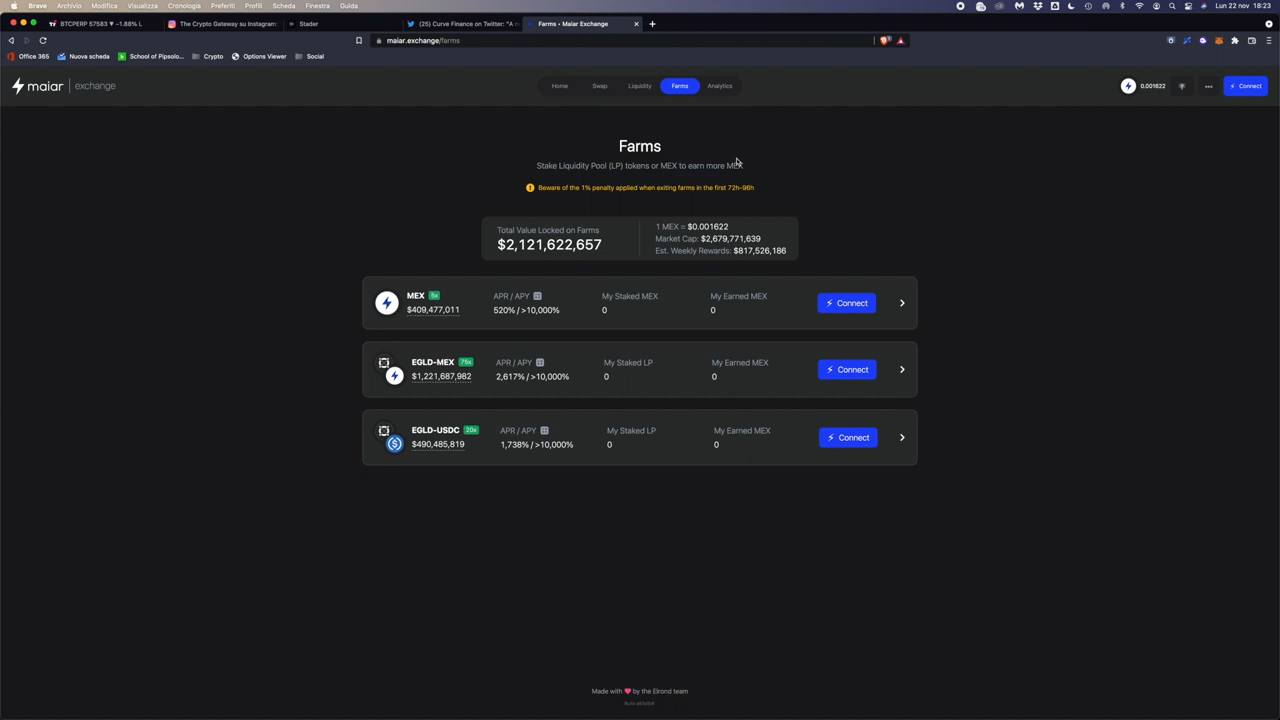 Brave Archivio Modifica Visualizza Cronologia Preferiti Profili Scheda Finestra Guida Lun 22 nov 18:23
BTCPERP 57583 ▼ −1.88% L The Crypto Gateway su Instagram Stader (25) Curve Finance on Twitter: "A n Farms • Maiar Exchange
maiar.exchange/farms
Office 365 Nuova scheda School of Pipsolo... Crypto Options Viewer Social
maiar exchange Home Swap Liquidity Farms Analytics 0.001622 Connect
Farms
Stake Liquidity Pool (LP) tokens or MEX to earn more MEX
Beware of the 1% penalty applied when exiting farms in the first 72h-96h
Total Value Locked on Farms
$2,121,622,657
1 MEX = $0.001622
Market Cap: $2,679,771,639
Est. Weekly Rewards: $817,526,186
MEX 5x APR / APY My Staked MEX My Earned MEX Connect
$409,477,011 520% / >10,000% 0 0
EGLD-MEX 75x APR / APY My Staked LP My Earned MEX Connect
$1,221,687,982 2,617% / >10,000% 0 0
EGLD-USDC 20x APR / APY My Staked LP My Earned MEX Connect
$490,485,819 1,738% / >10,000% 0 0
Made with ❤ by the Elrond team